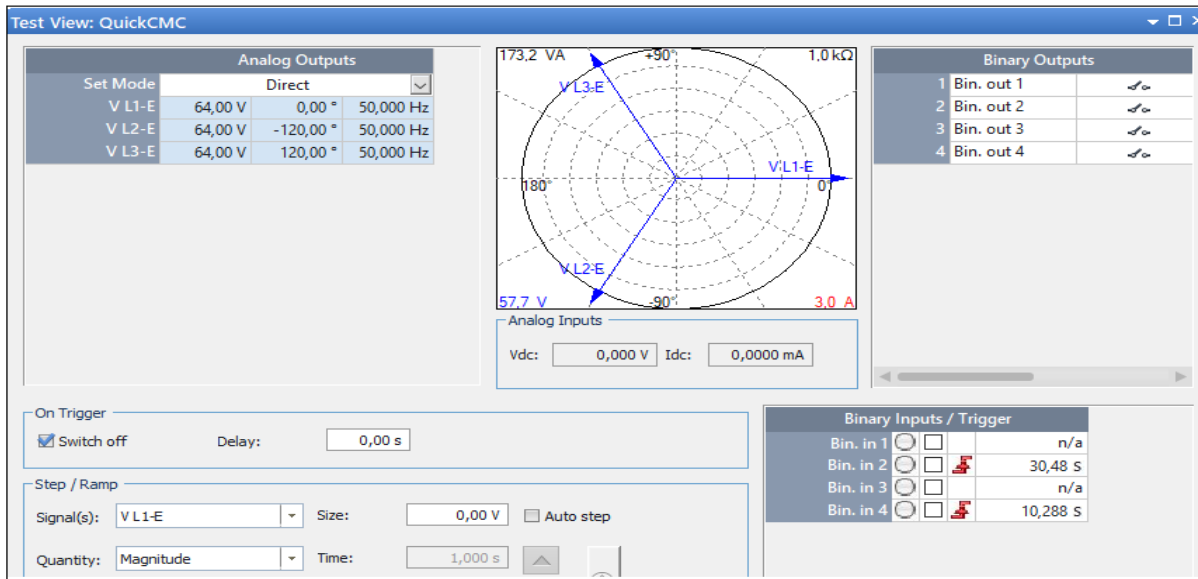 Test View: QuickCMC
Analog Outputs
Set Mode Direct
V L1-E 64,00 V 0,00 ° 50,000 Hz
V L2-E 64,00 V -120,00 ° 50,000 Hz
V L3-E 64,00 V 120,00 ° 50,000 Hz
173,2 VA +90° 1,0 kΩ
V L3-E
V L1-E
180° 0°
V L2-E
57,7 V -90° 3,0 A
Analog Inputs
Vdc: 0,000 V Idc: 0,0000 mA
Binary Outputs
1 Bin. out 1
2 Bin. out 2
3 Bin. out 3
4 Bin. out 4
On Trigger
Switch off Delay: 0,00 s
Step / Ramp
Signal(s): V L1-E Size: 0,00 V Auto step
Quantity: Magnitude Time: 1,000 s
Binary Inputs / Trigger
Bin. in 1 n/a
Bin. in 2 30,48 s
Bin. in 3 n/a
Bin. in 4 10,288 s